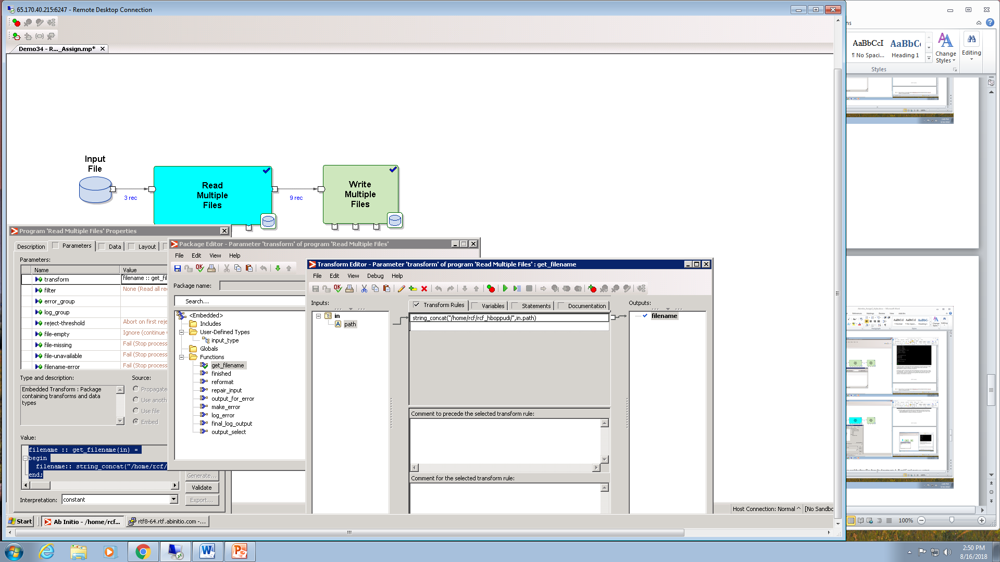 65.170.40.215:6247 - Remote Desktop Connection
Demo34 - R..._Assign.mp*
Input
File
3 rec
Read
Multiple
Files
9 rec
Write
Multiple
Files
Program 'Read Multiple Files' Properties
Description
Parameters
Data
Layout
Parameters:
Name
Value
transform
filename :: get_fil
filter
None (Read all rec
error_group
log_group
reject-threshold
Abort on first
file-empty
Ignore (continue
file-missing
Fail (Stop process
file-unavailable
Fail (Stop process
filename-error
Fail (Stop process
Type and description:
Source:
Embedded Transform : Package
containing transforms and data
types
Propagate
Use anoth
Use file
Embed
Value:
filename :: get_filename(in) =
begin
filename:: string_concat("/home/rcf/
end;
Generate...
Validate
Export...
Interpretation:
constant
Package Editor - Parameter 'transform' of program 'Read Multiple Files'
File Edit View Help
OK
Package name:
Search...
<Embedded>
Includes
User-Defined Types
input_type
Globals
Functions
get_filename
finished
reformat
repair_input
output_for_error
make_error
log_error
final_log_output
output_select
Transform Editor - Parameter 'transform' of program 'Read Multiple Files' : get_filename
File Edit View Debug Help
OK
Inputs:
in
path
Transform Rules
Variables
Statements
Documentation
string_concat("/home/rcf/rcf_hboppudi/",in.path)
Outputs:
filename
Comment to precede the selected transform rule:
Comment for the selected transform rule:
Host Connection: Normal ^
[No Sandbo
Start
Ab Initio - /home/rcf...
rtf8-64.rtf.abinitio.com -...
ns
AaBbCcI
¶ No Spaci...
AaBbC
Heading 1
Change
Styles
Editing
Styles
100%
2:50 PM
8/16/2018